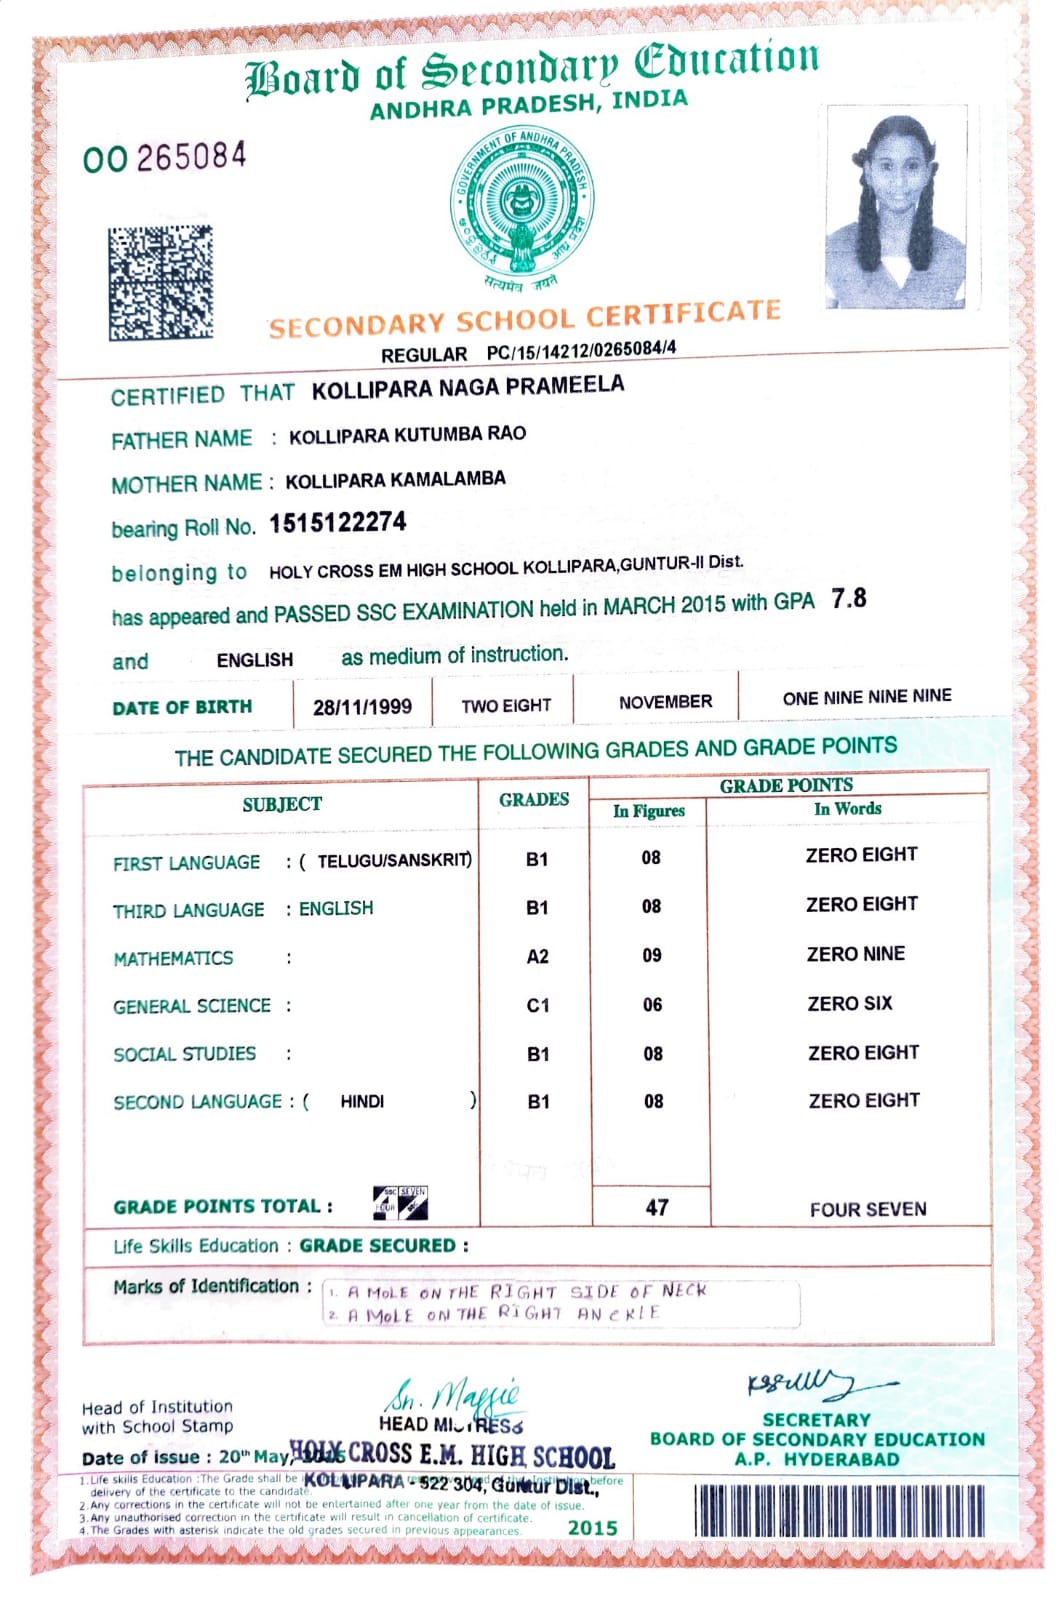 Board of Secondary Education
ANDHRA PRADESH, INDIA
OO 265084
GOVERNMENT OF ANDHRA PRADESH
आंध्र प्रदेश
सत्यमेव जयते
SECONDARY SCHOOL CERTIFICATE
REGULAR PC/15/14212/0265084/4
CERTIFIED THAT KOLLIPARA NAGA PRAMEELA
FATHER NAME : KOLLIPARA KUTUMBA RAO
MOTHER NAME : KOLLIPARA KAMALAMBA
bearing Roll No. 1515122274
belonging to HOLY CROSS EM HIGH SCHOOL KOLLIPARA,GUNTUR-II Dist.
has appeared and PASSED SSC EXAMINATION held in MARCH 2015 with GPA 7.8
and ENGLISH as medium of instruction.
DATE OF BIRTH 28/11/1999 TWO EIGHT NOVEMBER ONE NINE NINE NINE
THE CANDIDATE SECURED THE FOLLOWING GRADES AND GRADE POINTS
SUBJECT GRADES GRADE POINTS
In Figures In Words
FIRST LANGUAGE : ( TELUGU/SANSKRIT) B1 08 ZERO EIGHT
THIRD LANGUAGE : ENGLISH B1 08 ZERO EIGHT
MATHEMATICS : A2 09 ZERO NINE
GENERAL SCIENCE : C1 06 ZERO SIX
SOCIAL STUDIES : B1 08 ZERO EIGHT
SECOND LANGUAGE : ( HINDI ) B1 08 ZERO EIGHT
GRADE POINTS TOTAL : SSC SEVEN FOUR 47 FOUR SEVEN
Life Skills Education : GRADE SECURED :
Marks of Identification : 1. A MOLE ON THE RIGHT SIDE OF NECK
2. A MOLE ON THE RIGHT ANCKLE
Sr. Maggie
Head of Institution
with School Stamp
HEAD MISTRESS
SECRETARY
BOARD OF SECONDARY EDUCATION
A.P. HYDERABAD
Date of issue : 20th May, 2015
HOLY CROSS E.M. HIGH SCHOOL
KOLLIPARA - 522 304, Guntur Dist.,
1.Life skills Education :The Grade shall be before
delivery of the certificate to the candidate.
2.Any corrections in the certificate will not be entertained after one year from the date of issue.
3.Any unauthorised correction in the certificate will result in cancellation of certificate.
4.The Grades with asterisk indicate the old grades secured in previous appearances.
2015